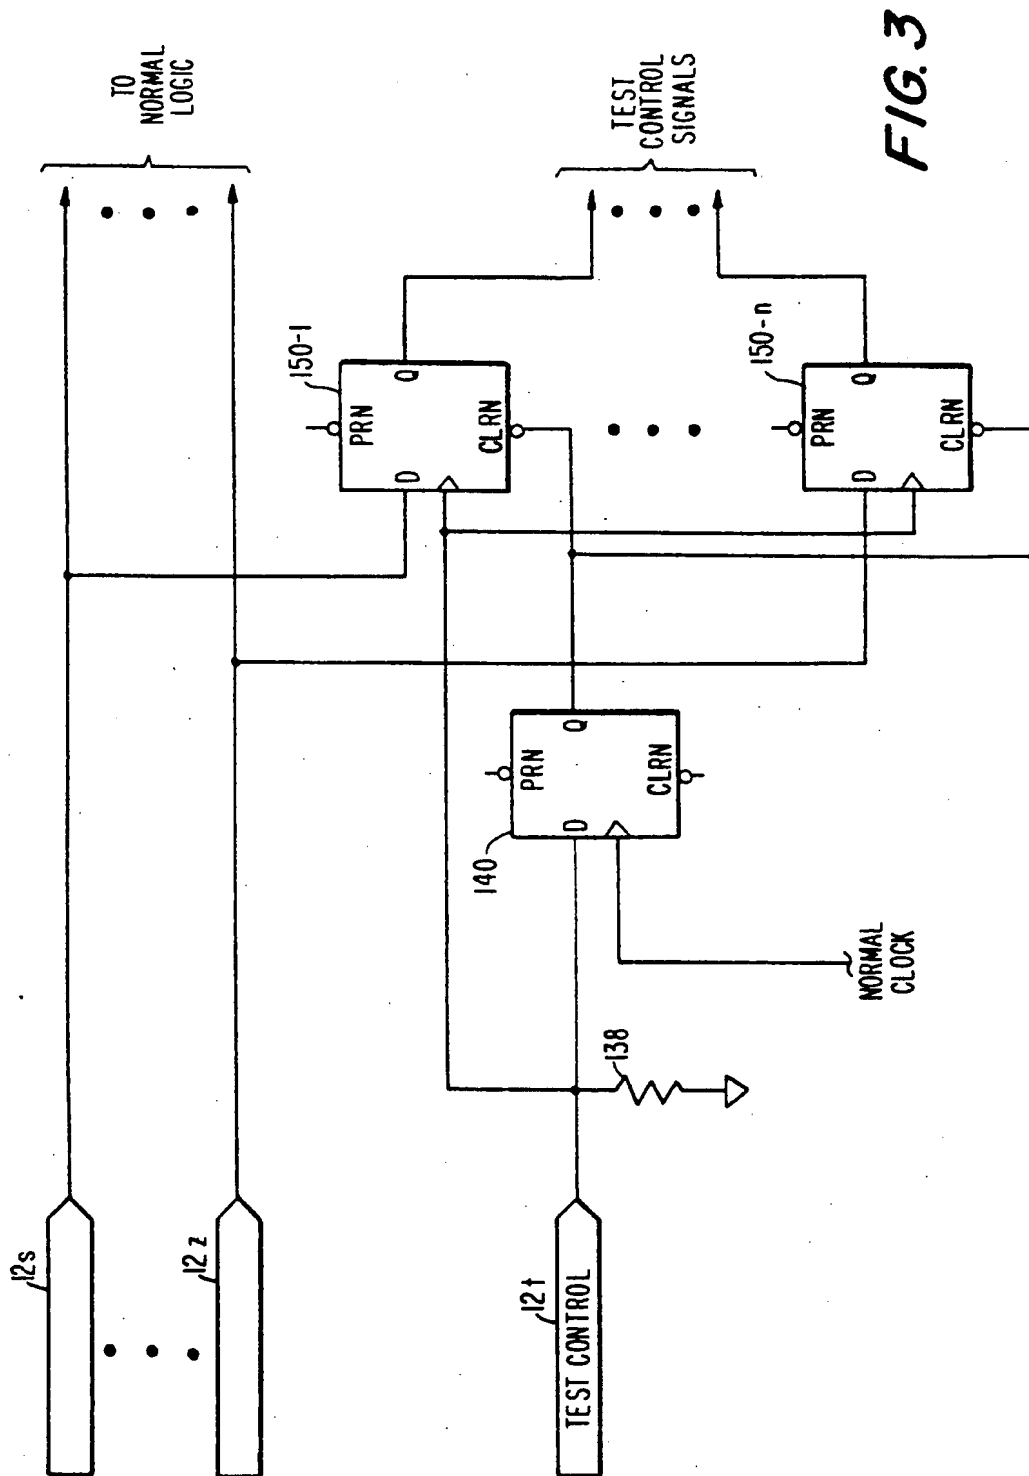 12s
12z
12t
TEST CONTROL
138
NORMAL
CLOCK
140
PRN
D
Q
CLRN
150-1
PRN
D
Q
CLRN
150-n
PRN
D
Q
CLRN
TO
NORMAL
LOGIC
TEST
CONTROL
SIGNALS
FIG. 3